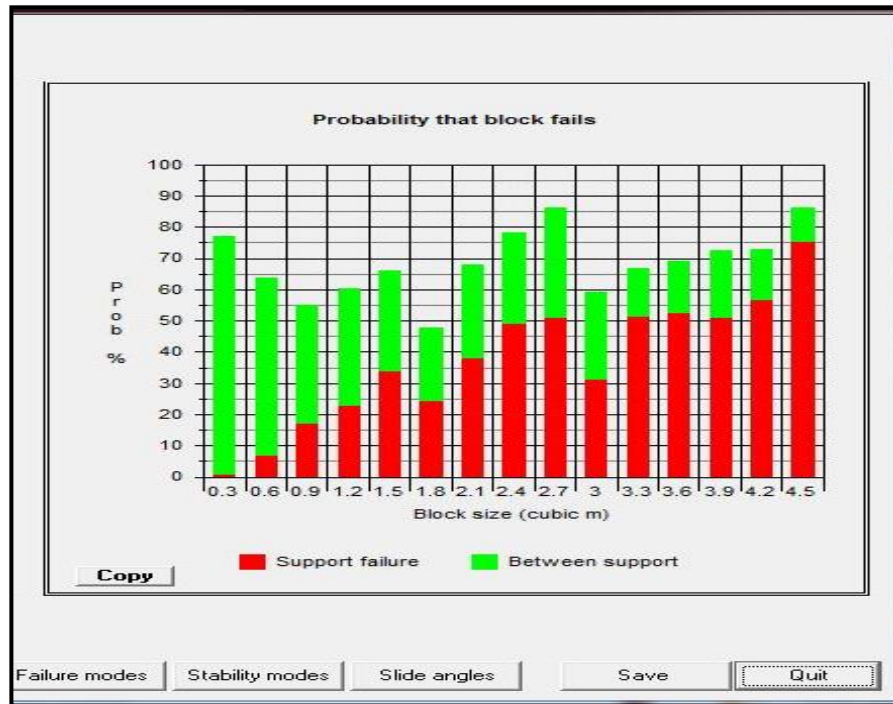 Probability that block fails
100
90
80
70
60
50
40
30
20
10
0
Prob %
0.3 0.6 0.9 1.2 1.5 1.8 2.1 2.4 2.7 3 3.3 3.6 3.9 4.2 4.5
Block size (cubic m)
Support failure Between support
Copy
Failure modes Stability modes Slide angles Save Quit